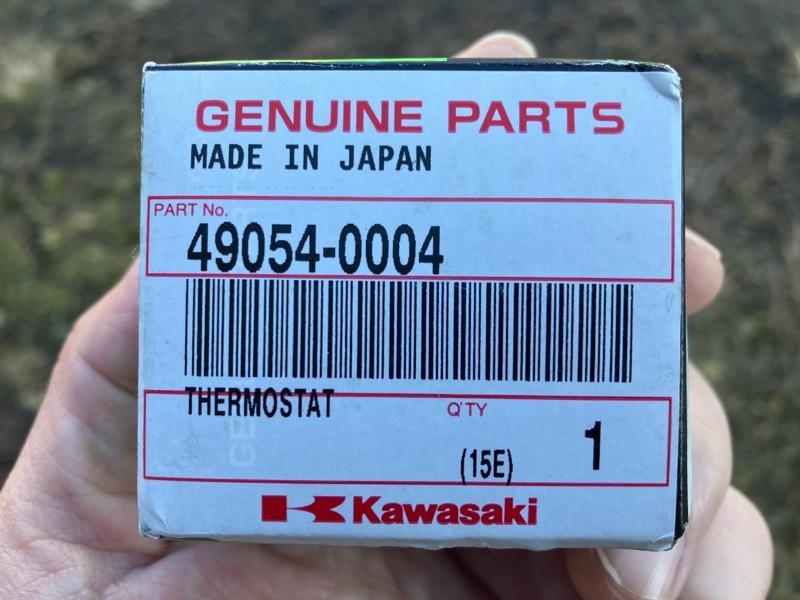 GENUINE PARTS
MADE IN JAPAN
PART No.
49054-0004
THERMOSTAT
Q'TY
(15E)
1
Kawasaki